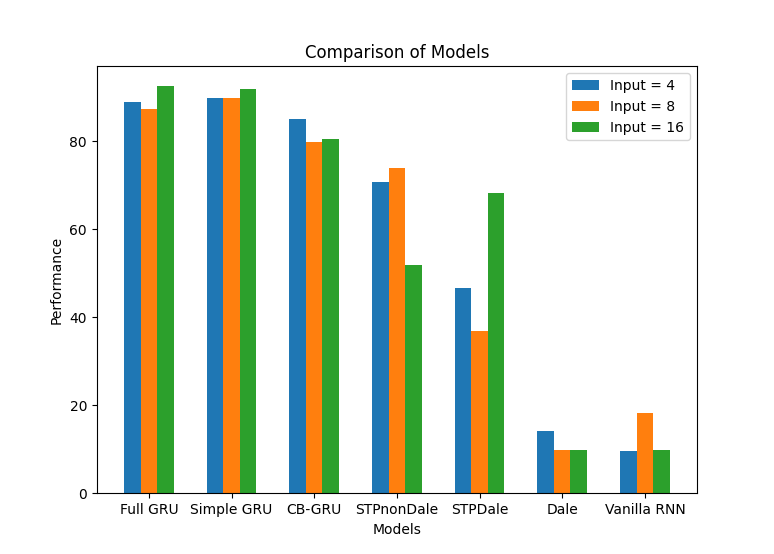 Comparison of Models
Input = 4
Input = 8
Input = 16
Performance
80
60
40
20
0
Full GRU Simple GRU CB-GRU STPnonDale STPDale Dale Vanilla RNN
Models